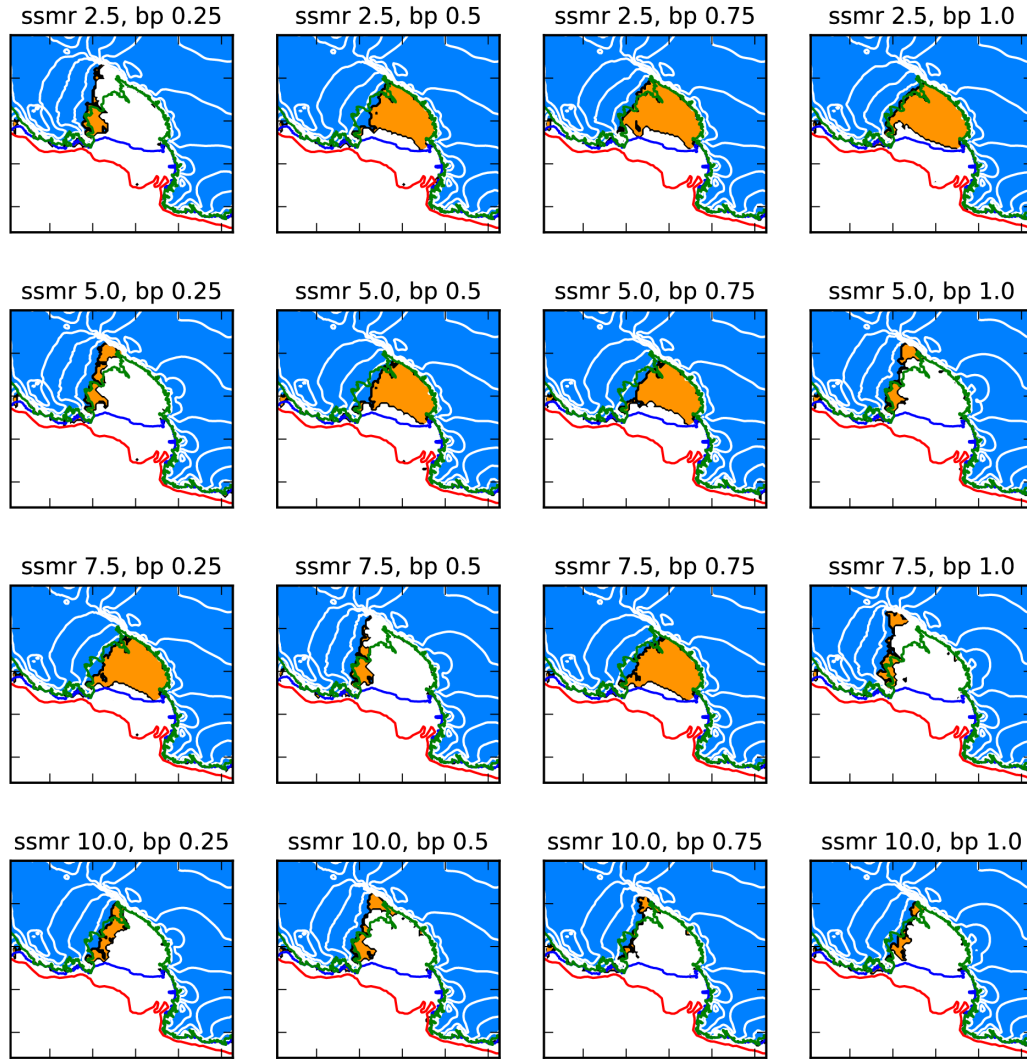 ssmr 2.5, bp 0.25
ssmr 2.5, bp 0.5
ssmr 2.5, bp 0.75
ssmr 2.5, bp 1.0
ssmr 5.0, bp 0.25
ssmr 5.0, bp 0.5
ssmr 5.0, bp 0.75
ssmr 5.0, bp 1.0
ssmr 7.5, bp 0.25
ssmr 7.5, bp 0.5
ssmr 7.5, bp 0.75
ssmr 7.5, bp 1.0
ssmr 10.0, bp 0.25
ssmr 10.0, bp 0.5
ssmr 10.0, bp 0.75
ssmr 10.0, bp 1.0